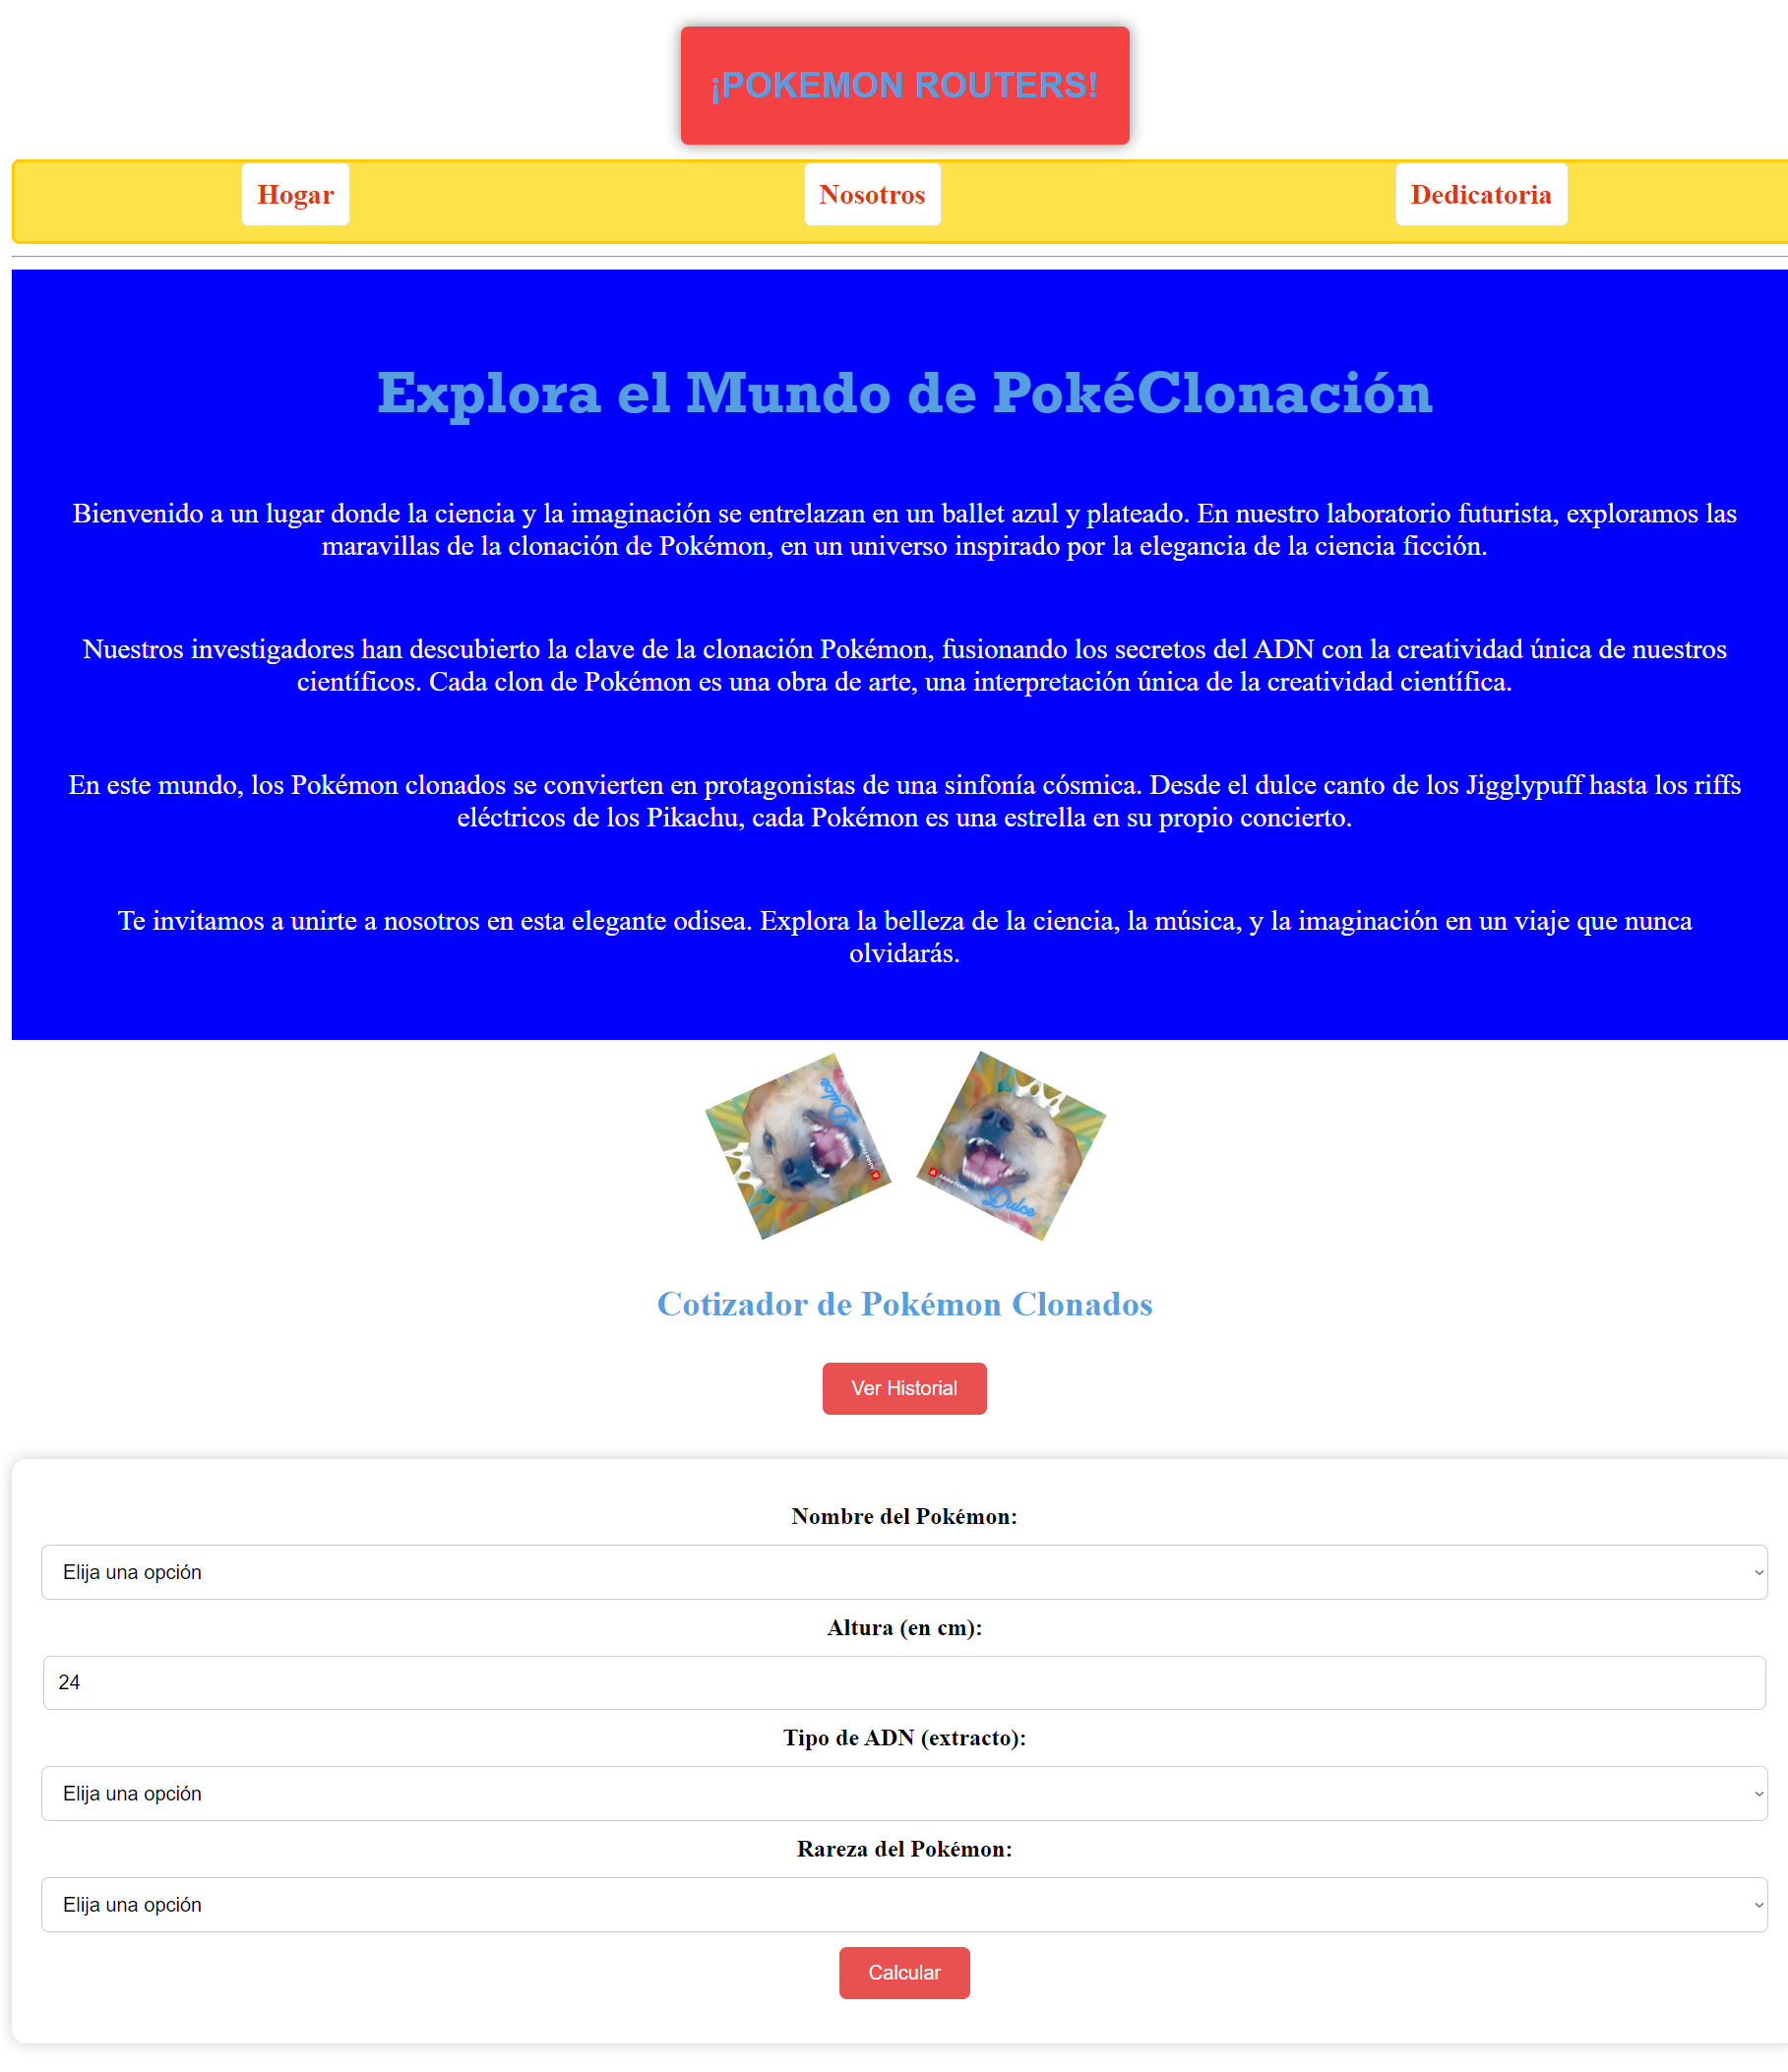 ¡POKEMON ROUTERS!
Hogar
Nosotros
Dedicatoria
Explora el Mundo de PokéClonación
Bienvenido a un lugar donde la ciencia y la imaginación se entrelazan en un ballet azul y plateado. En nuestro laboratorio futurista, exploramos las
maravillas de la clonación de Pokémon, en un universo inspirado por la elegancia de la ciencia ficción.
Nuestros investigadores han descubierto la clave de la clonación Pokémon, fusionando los secretos del ADN con la creatividad única de nuestros
científicos. Cada clon de Pokémon es una obra de arte, una interpretación única de la creatividad científica.
En este mundo, los Pokémon clonados se convierten en protagonistas de una sinfonía cósmica. Desde el dulce canto de los Jigglypuff hasta los riffs
eléctricos de los Pikachu, cada Pokémon es una estrella en su propio concierto.
Te invitamos a unirte a nosotros en esta elegante odisea. Explora la belleza de la ciencia, la música, y la imaginación en un viaje que nunca
olvidarás.
Dulce
Adobe Firefly
Dulce
Adobe Firefly
Cotizador de Pokémon Clonados
Ver Historial
Nombre del Pokémon:
Elija una opción
Altura (en cm):
24
Tipo de ADN (extracto):
Elija una opción
Rareza del Pokémon:
Elija una opción
Calcular